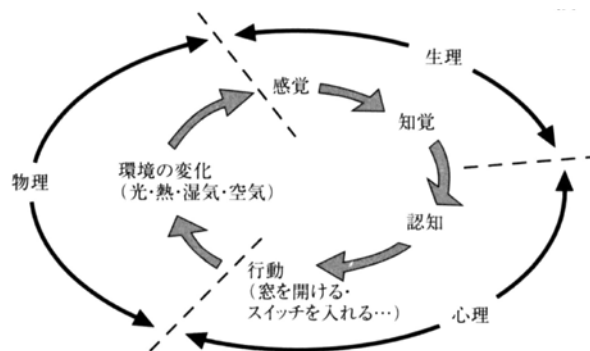 生理
感覚
知覚
環境の変化
(光・熱・湿気・空気)
物理
認知
行動
(窓を開ける・
スイッチを入れる…)
心理